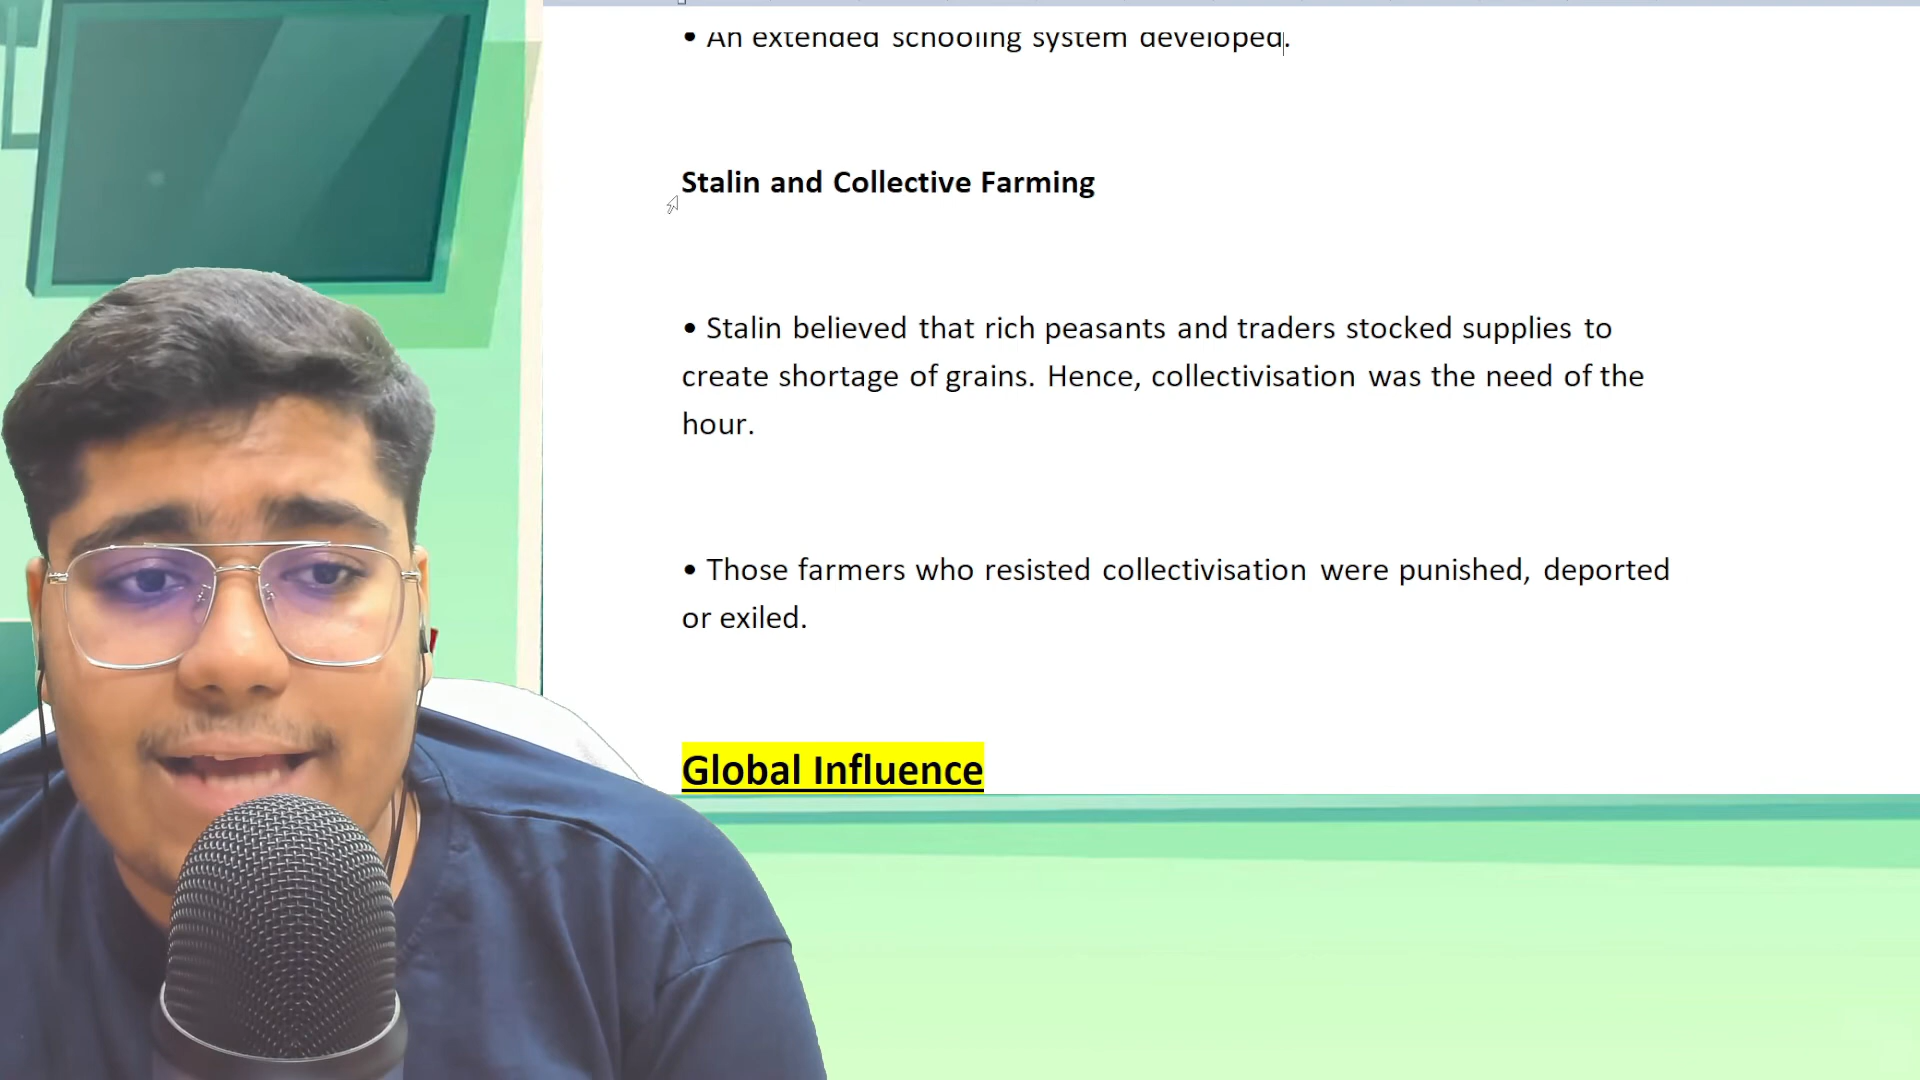 • An extended schooling system developed.
Stalin and Collective Farming
• Stalin believed that rich peasants and traders stocked supplies to
create shortage of grains. Hence, collectivisation was the need of the
hour.
• Those farmers who resisted collectivisation were punished, deported
or exiled.
Global Influence